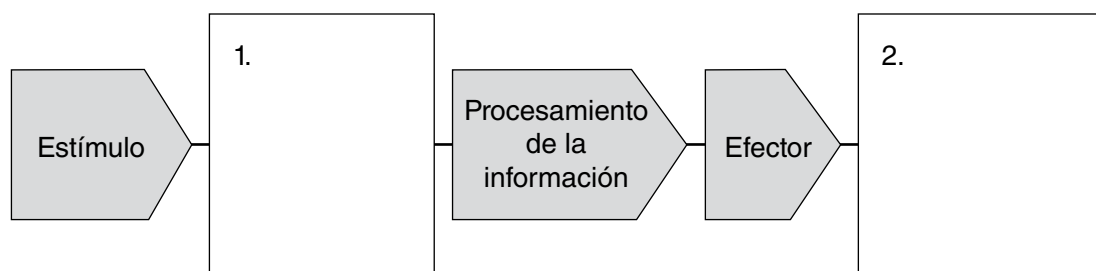 1.
2.
Estímulo
Procesamiento
de la
información
Efector